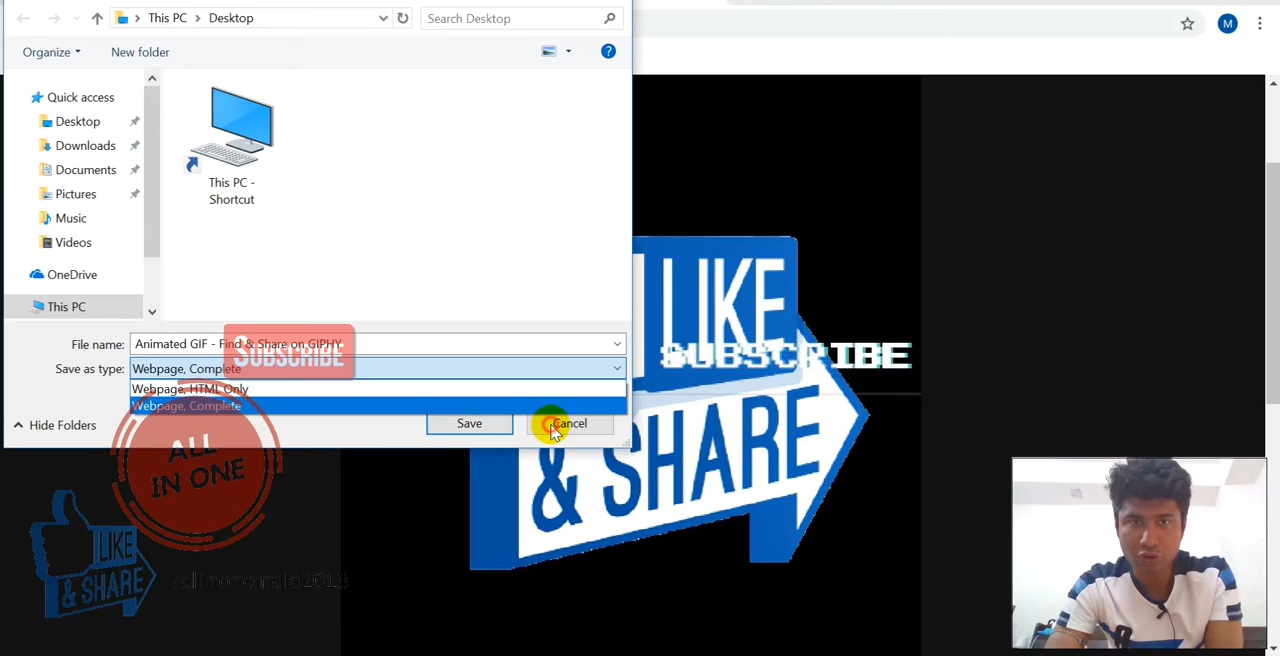 This PC > Desktop
Search Desktop
M
Organize
New folder
?
Quick access
Desktop
Downloads
Documents
Pictures
Music
Videos
OneDrive
This PC
This PC -
Shortcut
File name:
Animated GIF - Find & Share on GIPHY
Save as type:
Webpage, Complete
Webpage, HTML Only
Webpage, Complete
Hide Folders
Save
Cancel
SUBSCRIBE
ALL
IN ONE
LIKE
& SHARE
LIKE
& SHARE
SUBSCRIBE